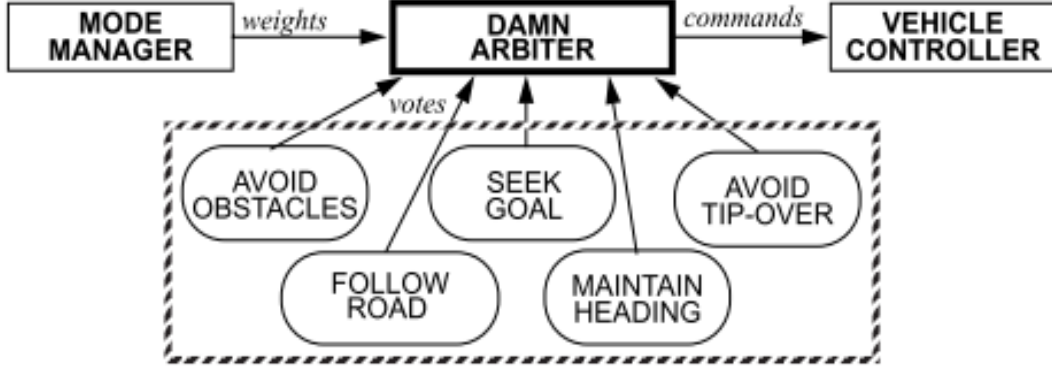 MODE
MANAGER
weights
DAMN
ARBITER
commands
VEHICLE
CONTROLLER
votes
AVOID
OBSTACLES
SEEK
GOAL
AVOID
TIP-OVER
FOLLOW
ROAD
MAINTAIN
HEADING